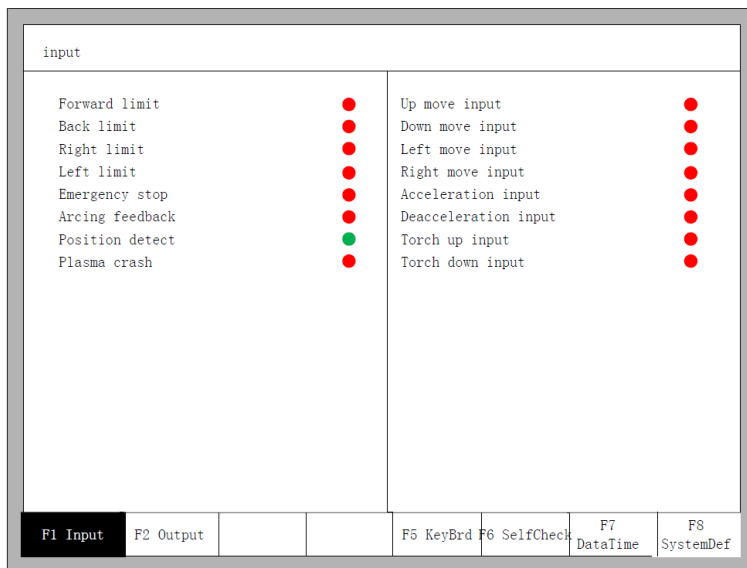 input
Forward limit
Back limit
Right limit
Left limit
Emergency stop
Arcing feedback
Position detect
Plasma crash
Up move input
Down move input
Left move input
Right move input
Acceleration input
Deacceleration input
Torch up input
Torch down input
F1 Input
F2 Output
F5 KeyBrd
F6 SelfCheck
F7
DataTime
F8
SystemDef